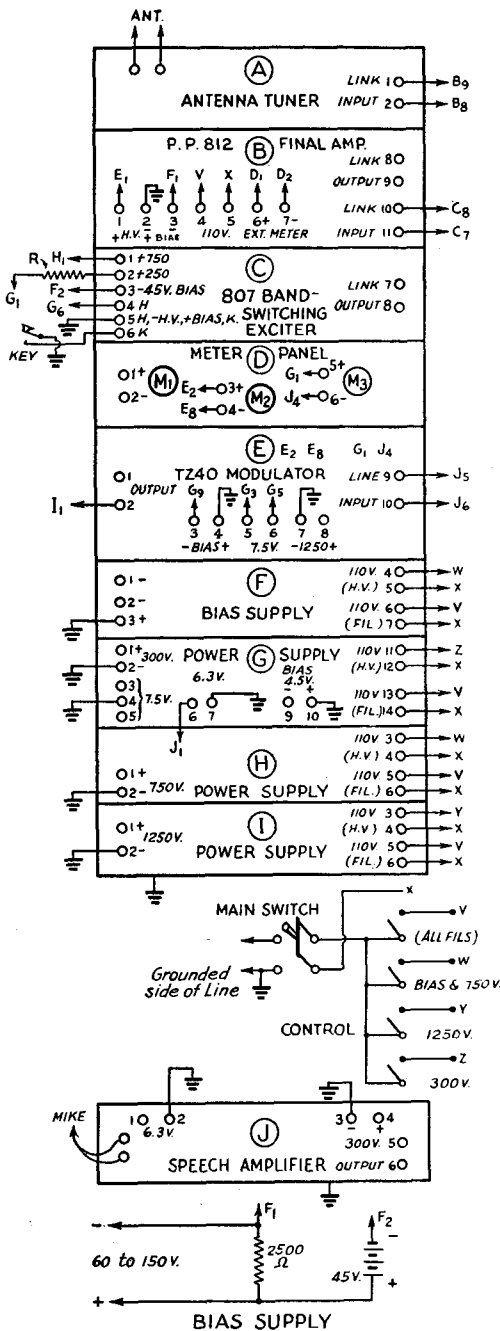 ANT.
A
LINK 1 → B9
ANTENNA TUNER
INPUT 2 → B8
P.P. 812 FINAL AMP.
B
LINK 8
E1 F1 V X D1 D2
OUTPUT 9
1 2 3 4 5 6+ 7-
LINK 10 → C8
+ H.V. - + BIAS - 110V. EXT. METER
INPUT 11 → C7
R H1 1 +750
C
2 +250
G1 F2 3 -45V. BIAS
807 BAND-
LINK 7
G6 4 H
SWITCHING
OUTPUT 8
5 H, -H.V., +BIAS, K.
EXCITER
KEY 6 K
METER D PANEL
1+ M1 G1 5+ M3
2- E2 3+ M2 J4 6-
E8 4-
E E2 E8 G1 J4
1 TZ40 MODULATOR
OUTPUT
LINE 9 → J5
I1 2 G9 G3 G5
INPUT 10 → J6
3 4 5 6 7 8
-BIAS+ 7.5V. -1250+
1-
F
110V. 4 → W
(H.V.) 5 → X
2-
BIAS SUPPLY
110V. 6 → V
3+
(FIL.) 7 → X
1+ 300V. POWER G SUPPLY
110V 11 → Z
2-
6.3V. BIAS 4.5V.
(H.V.) 12 → X
3
4 7.5V.
5
- +
110V 13 → V
6 7 9 10
(FIL.) 14 → X
J1
H
110V 3 → W
(H.V) 4 → X
1+
750V. POWER SUPPLY
110V 5 → V
2-
(FIL.) 6 → X
I
110V 3 → Y
1+ 1250V.
(H.V) 4 → X
2-
POWER SUPPLY
110V. 5 → V
(FIL.) 6 → X
MAIN SWITCH
X
V
(ALL FILS)
Grounded
side of Line
W
BIAS & 750V.
CONTROL
Y
1250V.
Z
300V.
MIKE
1 2
3 4
6.3V.
J
- +
300V. 5
SPEECH AMPLIFIER
OUTPUT 6
F1 F2
-
-
60 to 150V.
2500
Ω
45V.
+
+
BIAS SUPPLY